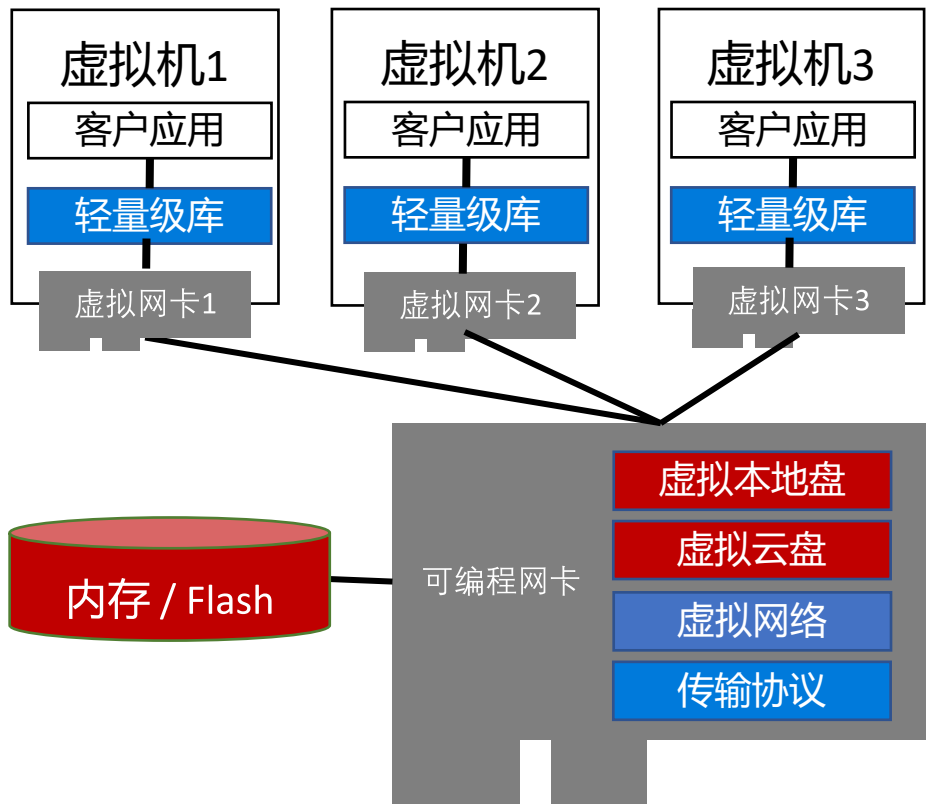 虚拟机1
虚拟机2
虚拟机3
客户应用
客户应用
客户应用
轻量级库
轻量级库
轻量级库
虚拟网卡1
虚拟网卡2
虚拟网卡3
虚拟本地盘
虚拟云盘
可编程网卡
内存 / Flash
虚拟网络
传输协议